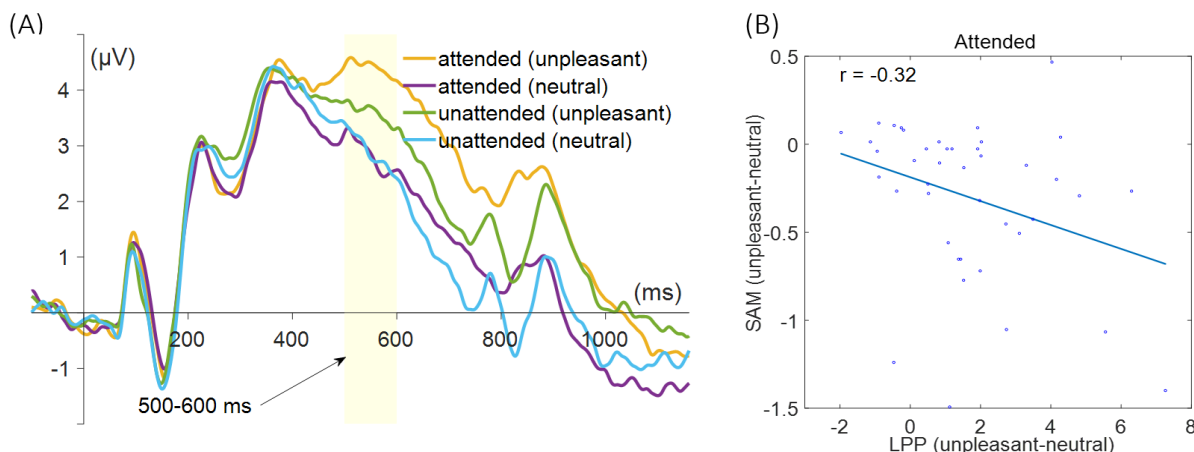 (A)
(µV)
4
3
2
1
-1
attended (unpleasant)
attended (neutral)
unattended (unpleasant)
unattended (neutral)
(ms)
200
400
600
800
1000
500-600 ms
(B)
Attended
r = -0.32
SAM (unpleasant-neutral)
0.5
0
-0.5
-1
-1.5
-2
0
2
4
6
8
LPP (unpleasant-neutral)